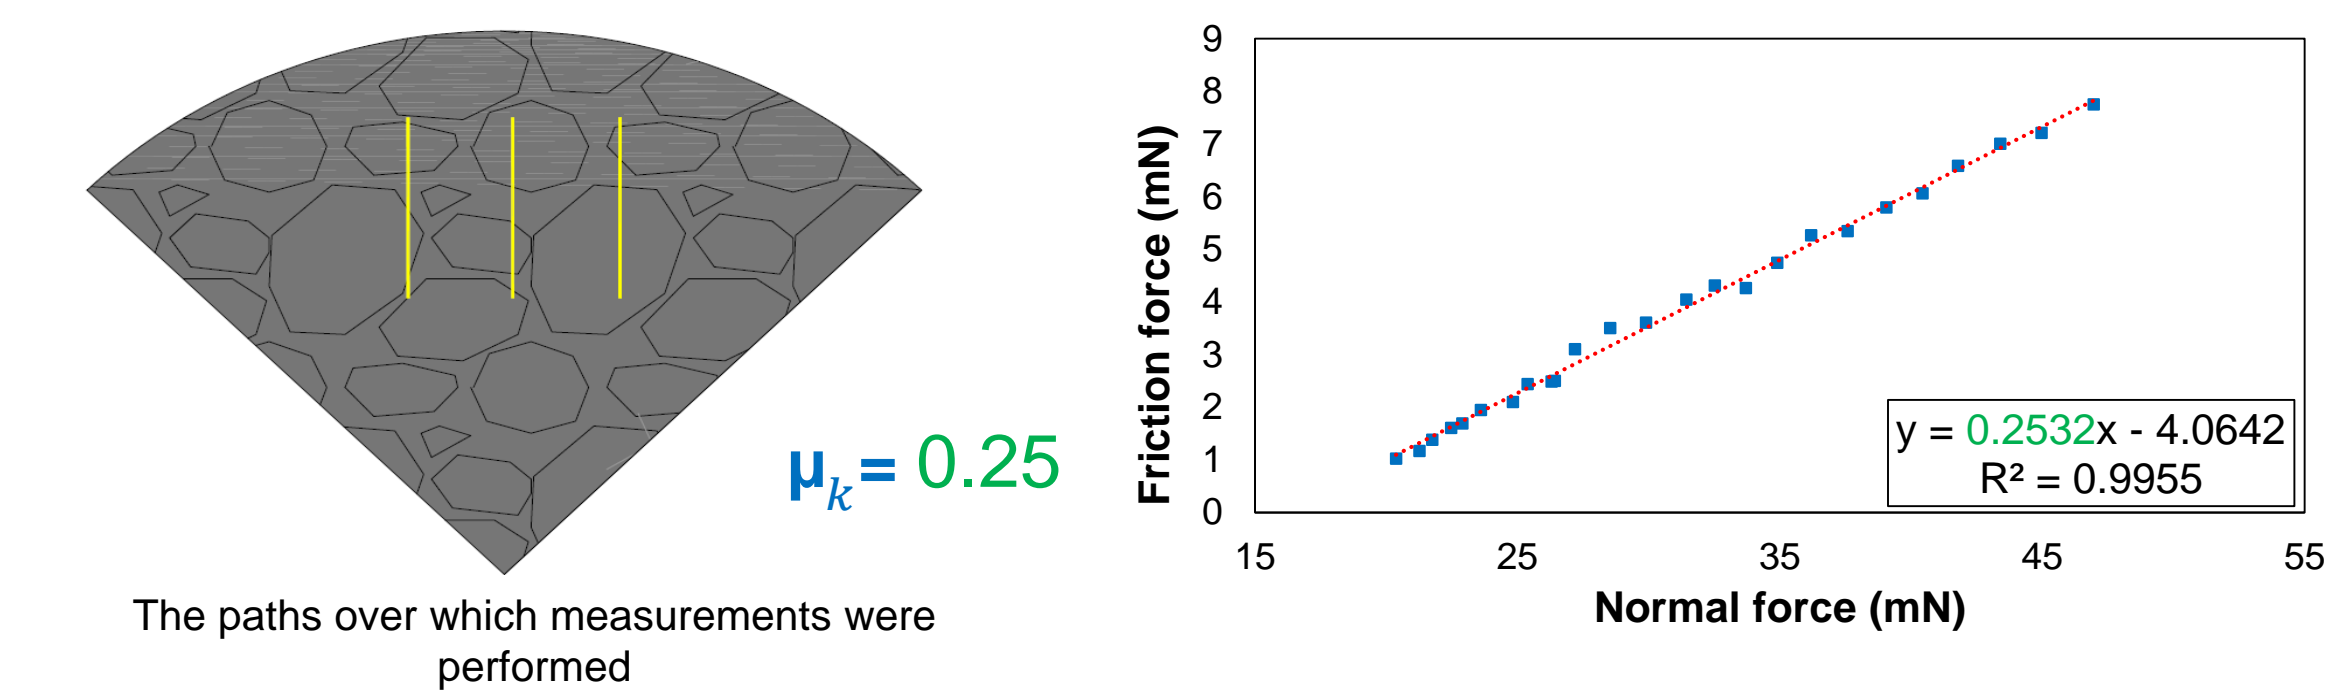 μk = 0.25
The paths over which measurements were
performed
Friction force (mN)
9
8
7
6
5
4
3
2
1
0
15 25 35 45 55
Normal force (mN)
y = 0.2532x - 4.0642
R² = 0.9955